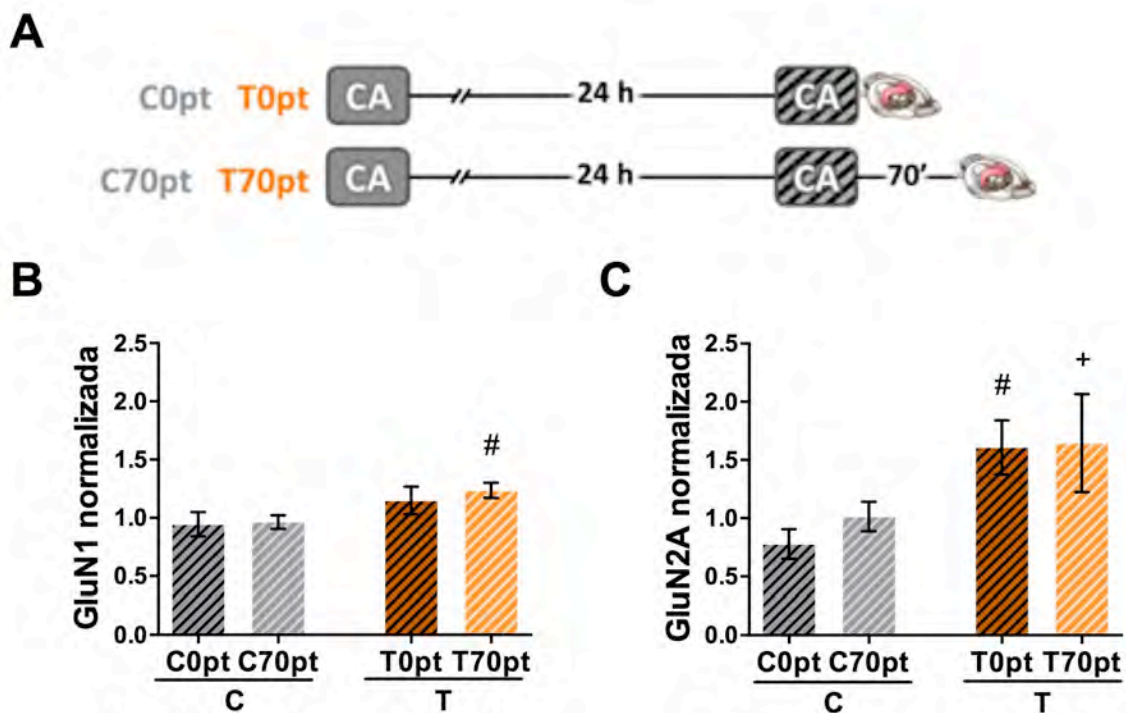 A
C0pt T0pt CA 24 h CA
C70pt T70pt CA 24 h CA 70'
B
GluN1 normalizada
2.5
2.0
1.5
1.0
0.5
0.0
#
C0pt C70pt T0pt T70pt
C T
C
GluN2A normalizada
2.5
2.0
1.5
1.0
0.5
0.0
# +
C0pt C70pt T0pt T70pt
C T